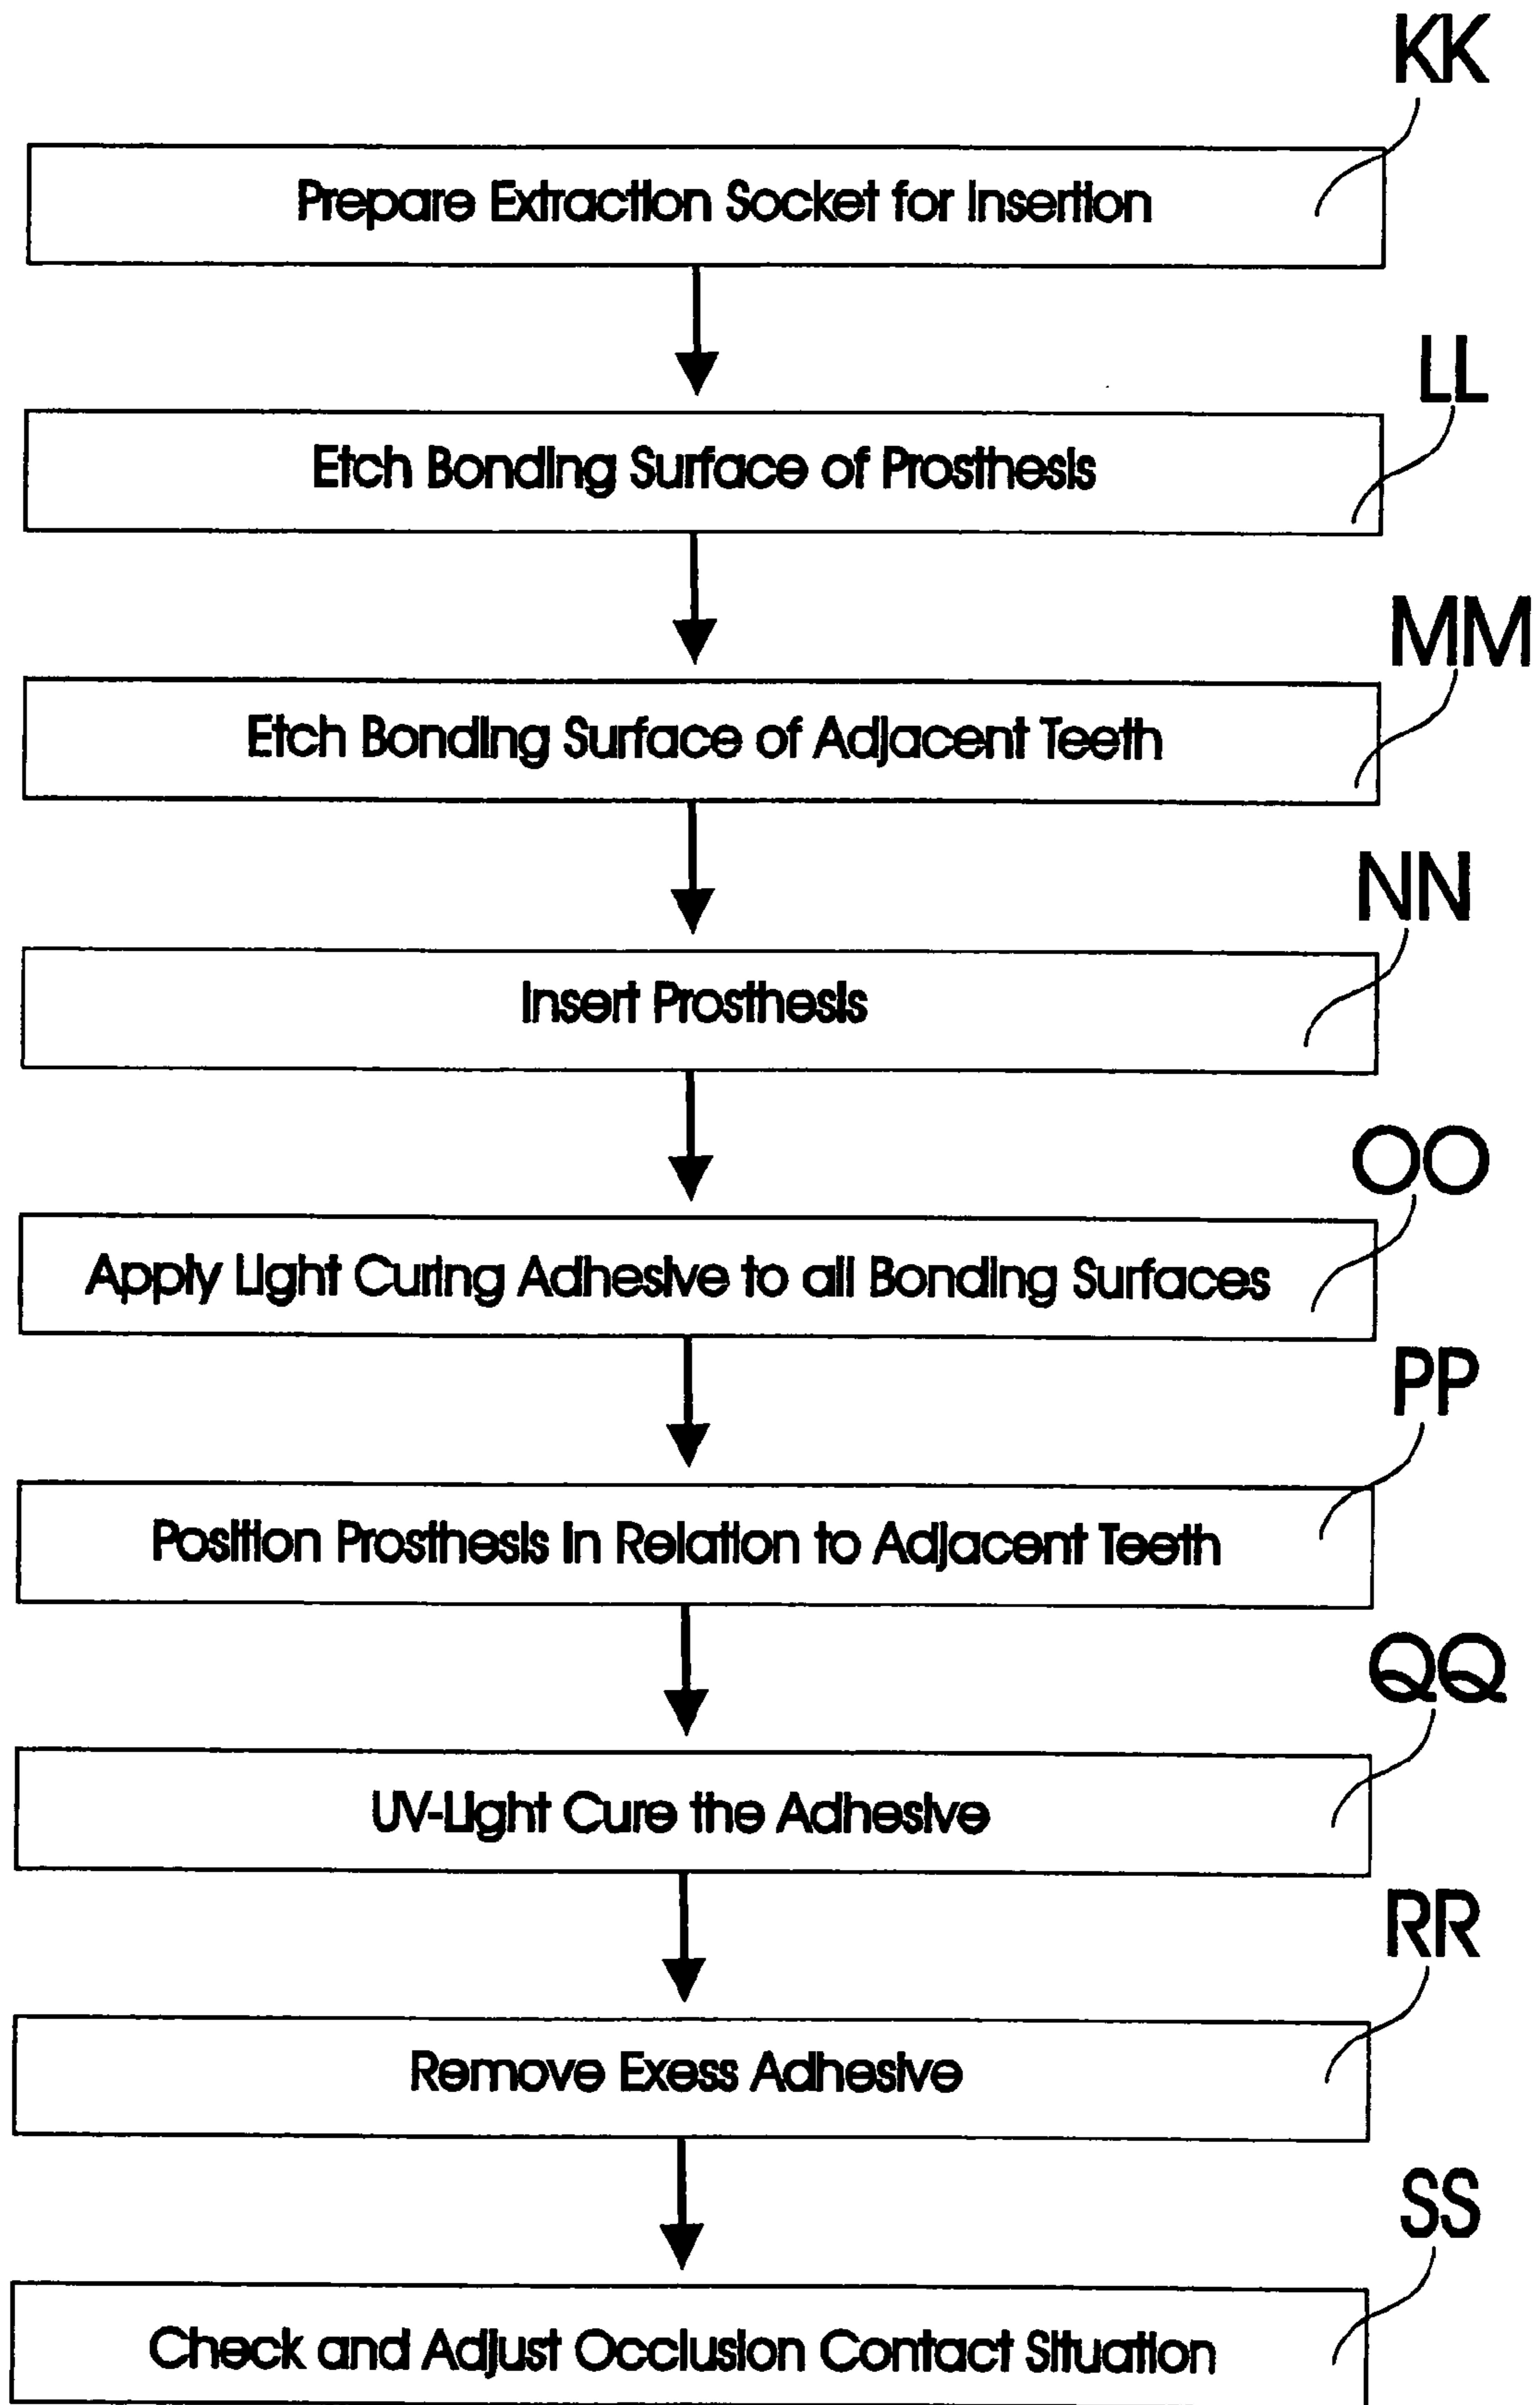 KK
Prepare Extraction Socket for Insertion
LL
Etch Bonding Surface of Prosthesis
MM
Etch Bonding Surface of Adjacent Teeth
NN
Insert Prosthesis
OO
Apply Light Curing Adhesive to all Bonding Surfaces
PP
Position Prosthesis in Relation to Adjacent Teeth
QQ
UV-Light Cure the Adhesive
RR
Remove Exess Adhesive
SS
Check and Adjust Occlusion Contact Situation